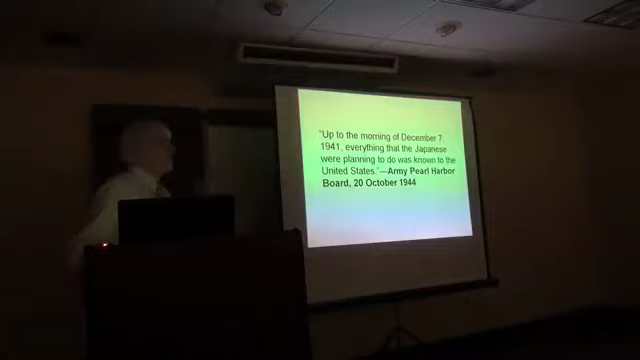 "Up to the morning of December 7,
1941, everything that the Japanese
were planning to do was known to the
United States."—Army Pearl Harbor
Board, 20 October 1944